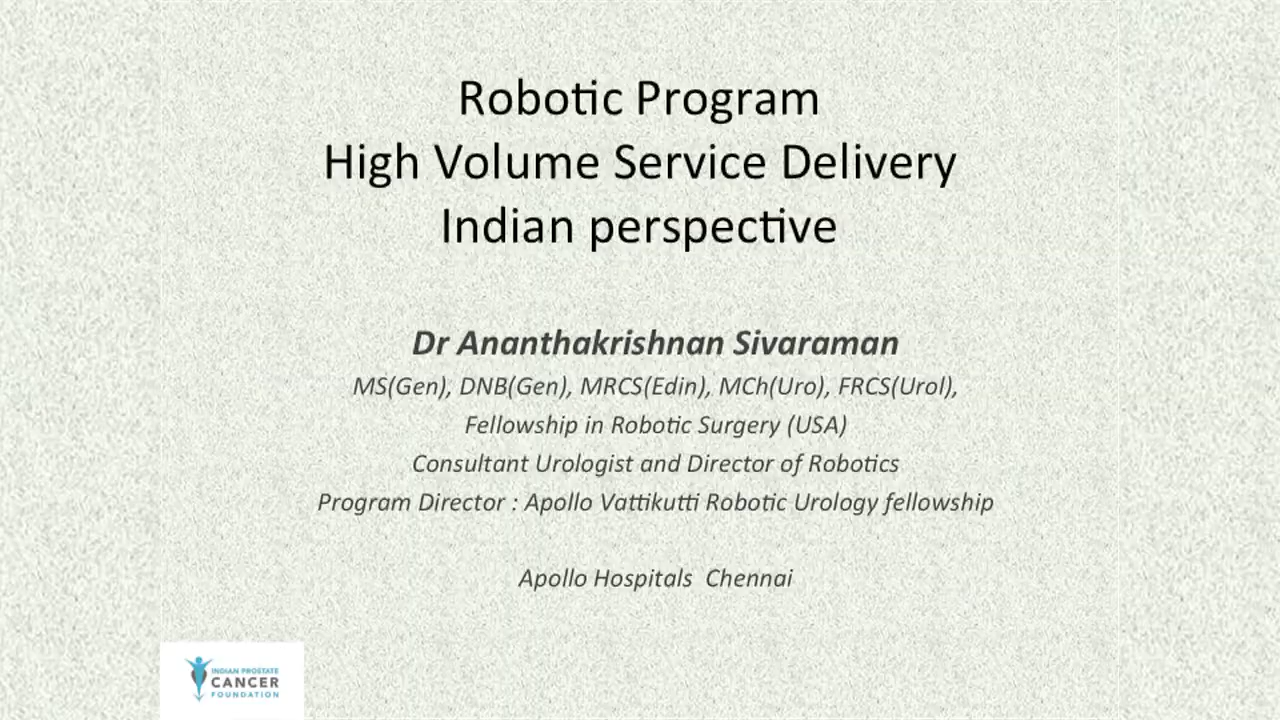 Robotic Program
High Volume Service Delivery
Indian perspective
Dr Ananthakrishnan Sivaraman
MS(Gen), DNB(Gen), MRCS(Edin), MCh(Uro), FRCS(Urol),
Fellowship in Robotic Surgery (USA)
Consultant Urologist and Director of Robotics
Program Director : Apollo Vattikutti Robotic Urology fellowship
Apollo Hospitals  Chennai
INDIAN PROSTATE
CANCER
FOUNDATION